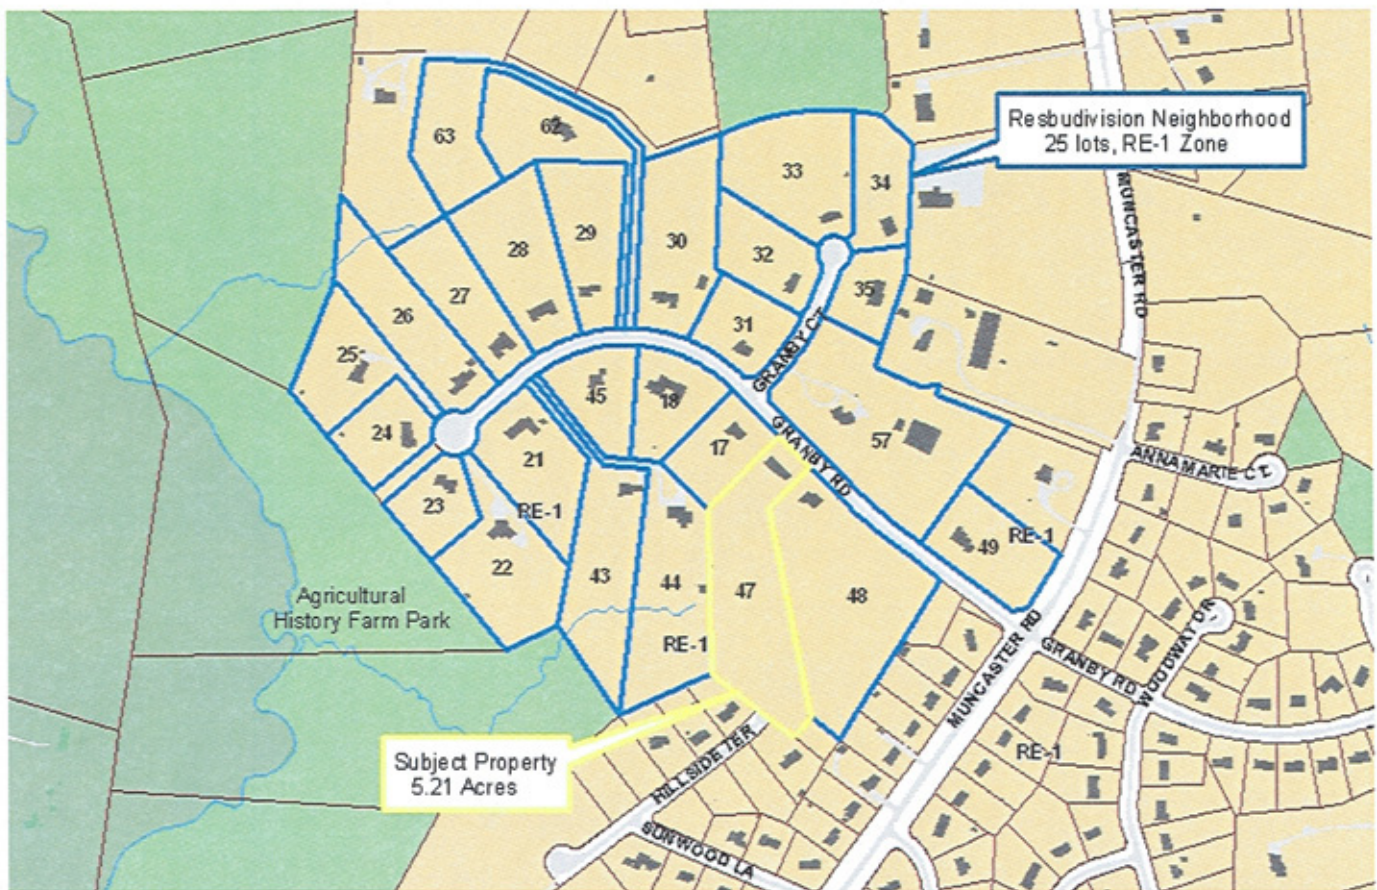 Resbudivision Neighborhood
25 lots, RE-1 Zone
63
62
33
34
30
29
28
32
35
27
26
31
25
GRANBY CT
MUNCASTER RD
45
18
24
17
GRANBY RD
57
21
23
RE-1
22
43
44
47
48
49
RE-1
RE-1
ANNAMARIE CT
Agricultural
History Farm Park
MUNCASTER RD
GRANBY RD
WOODWAY DR
RE-1
Subject Property
5.21 Acres
HILLSIDE TER
SUNWOOD LA